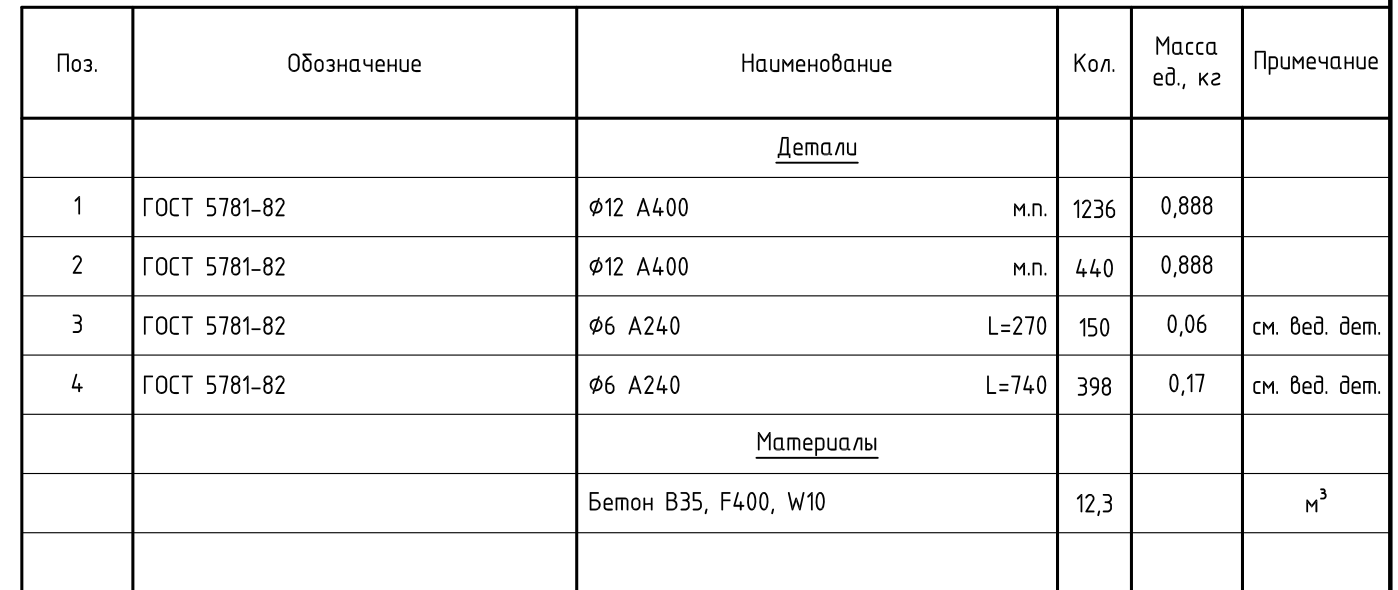 Поз. Обозначение Наименование Кол. Масса ед., кг Примечание
Детали
1 ГОСТ 5781-82 Ø12 А400 м.п. 1236 0,888
2 ГОСТ 5781-82 Ø12 А400 м.п. 440 0,888
3 ГОСТ 5781-82 Ø6 А240 L=270 150 0,06 см. вед. дет.
4 ГОСТ 5781-82 Ø6 А240 L=740 398 0,17 см. вед. дет.
Материалы
Бетон В35, F400, W10 12,3 м³